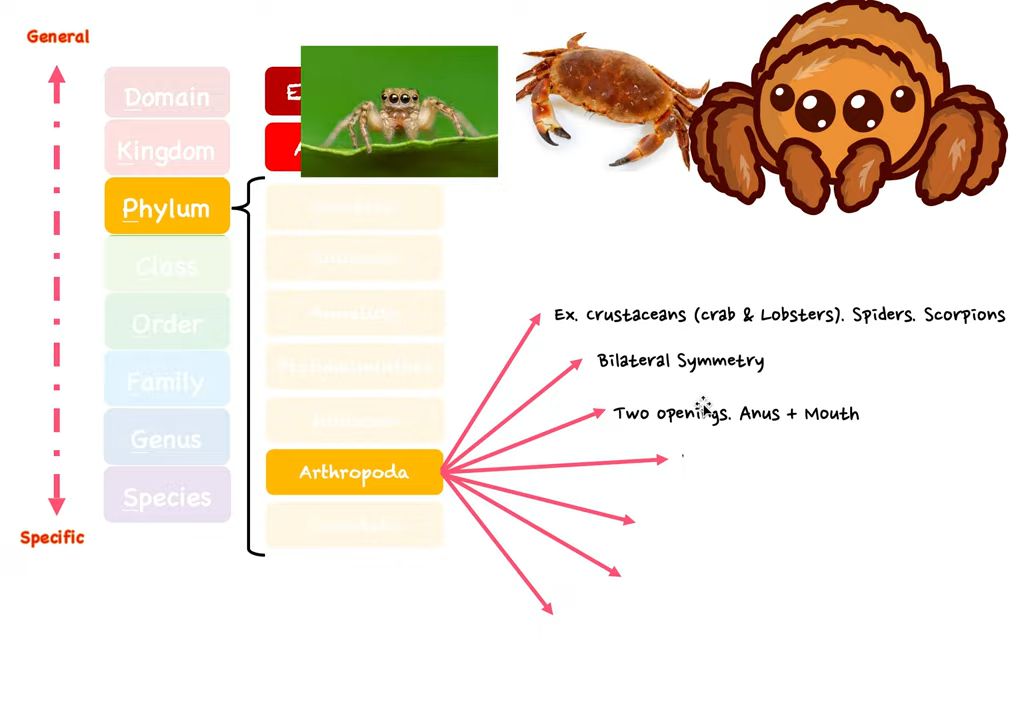 General
Domain
Kingdom
Phylum
Class
Order
Family
Genus
Species
Specific
E
A
Arthropoda
Ex. crustaceans (crab & Lobsters). Spiders. Scorpions
Bilateral Symmetry
Two openings. Anus + Mouth